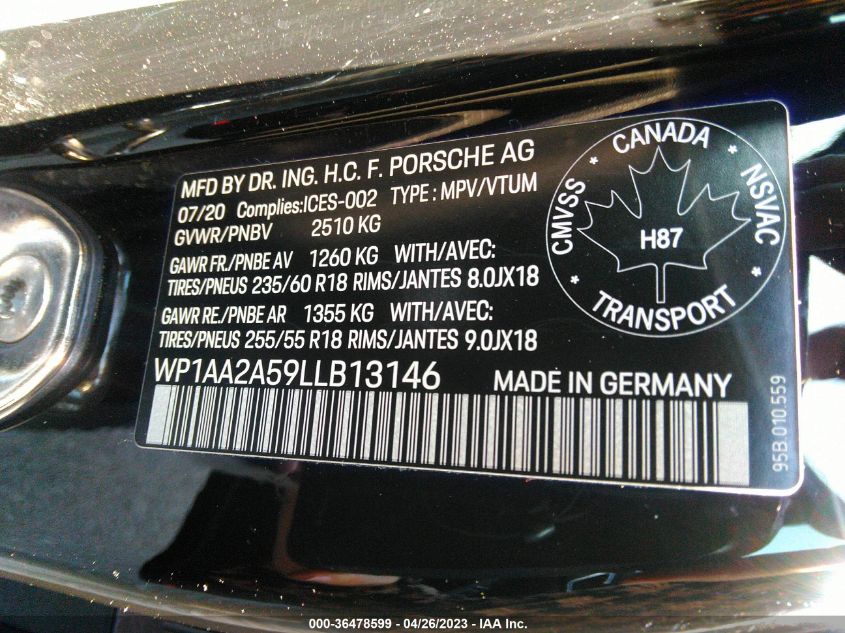 MFD BY DR. ING. H.C. F. PORSCHE AG
07/20 Complies:ICES-002 TYPE : MPV/VTUM
GVWR/PNBV 2510 KG
GAWR FR./PNBE AV 1260 KG WITH/AVEC:
TIRES/PNEUS 235/60 R18 RIMS/JANTES 8.0JX18
GAWR RE./PNBE AR 1355 KG WITH/AVEC:
TIRES/PNEUS 255/55 R18 RIMS/JANTES 9.0JX18
WP1AA2A59LLB13146 MADE IN GERMANY
CANADA
CMVSS
NSVAC
H87
TRANSPORT
95B.010.559
000-36478599 - 04/26/2023 - IAA Inc.